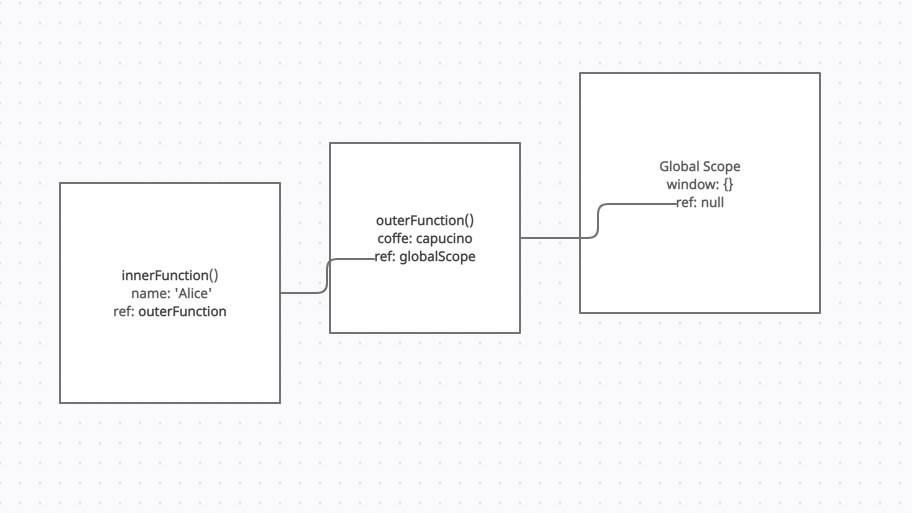 innerFunction()
name: 'Alice'
ref: outerFunction
outerFunction()
coffe: capucino
ref: globalScope
Global Scope
window: {}
ref: null